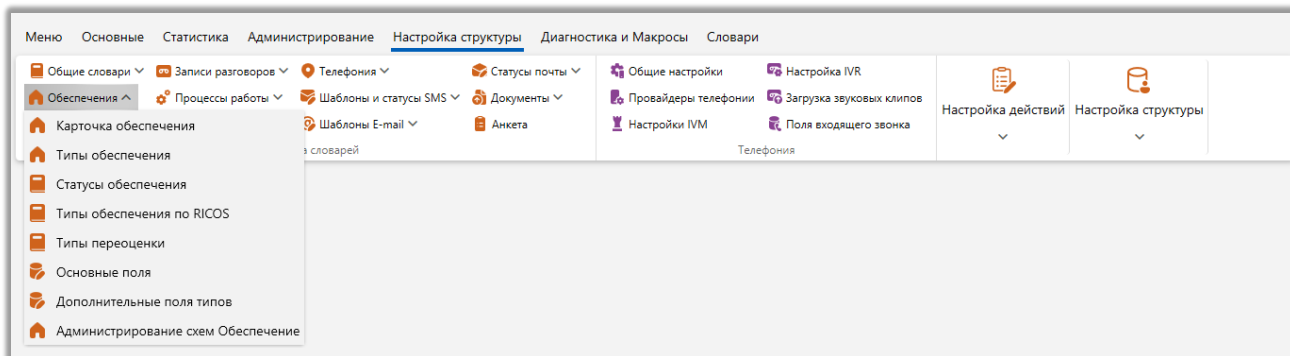 Меню Основные Статистика Администрирование Настройка структуры Диагностика и Макросы Словари
Общие словари Записи разговоров Телефония Статусы почты Общие настройки Настройка IVR
Обеспечения Процессы работы Шаблоны и статусы SMS Документы Провайдеры телефонии Загрузка звуковых клипов Настройка действий Настройка структуры
Карточка обеспечения Шаблоны E-mail Анкета Настройки IVM Поля входящего звонка
Типы обеспечения словарей Телефония
Статусы обеспечения
Типы обеспечения по RICOS
Типы переоценки
Основные поля
Дополнительные поля типов
Администрирование схем Обеспечение